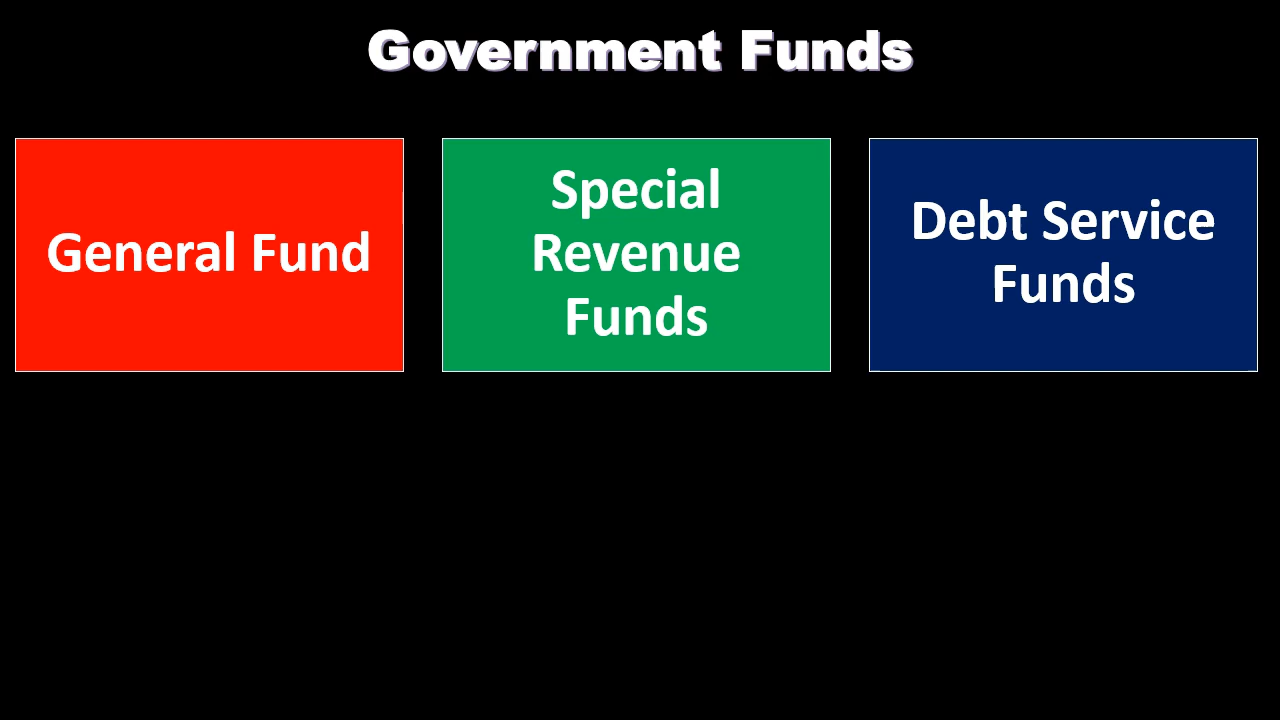 Government Funds
General Fund
Special
Revenue
Funds
Debt Service
Funds